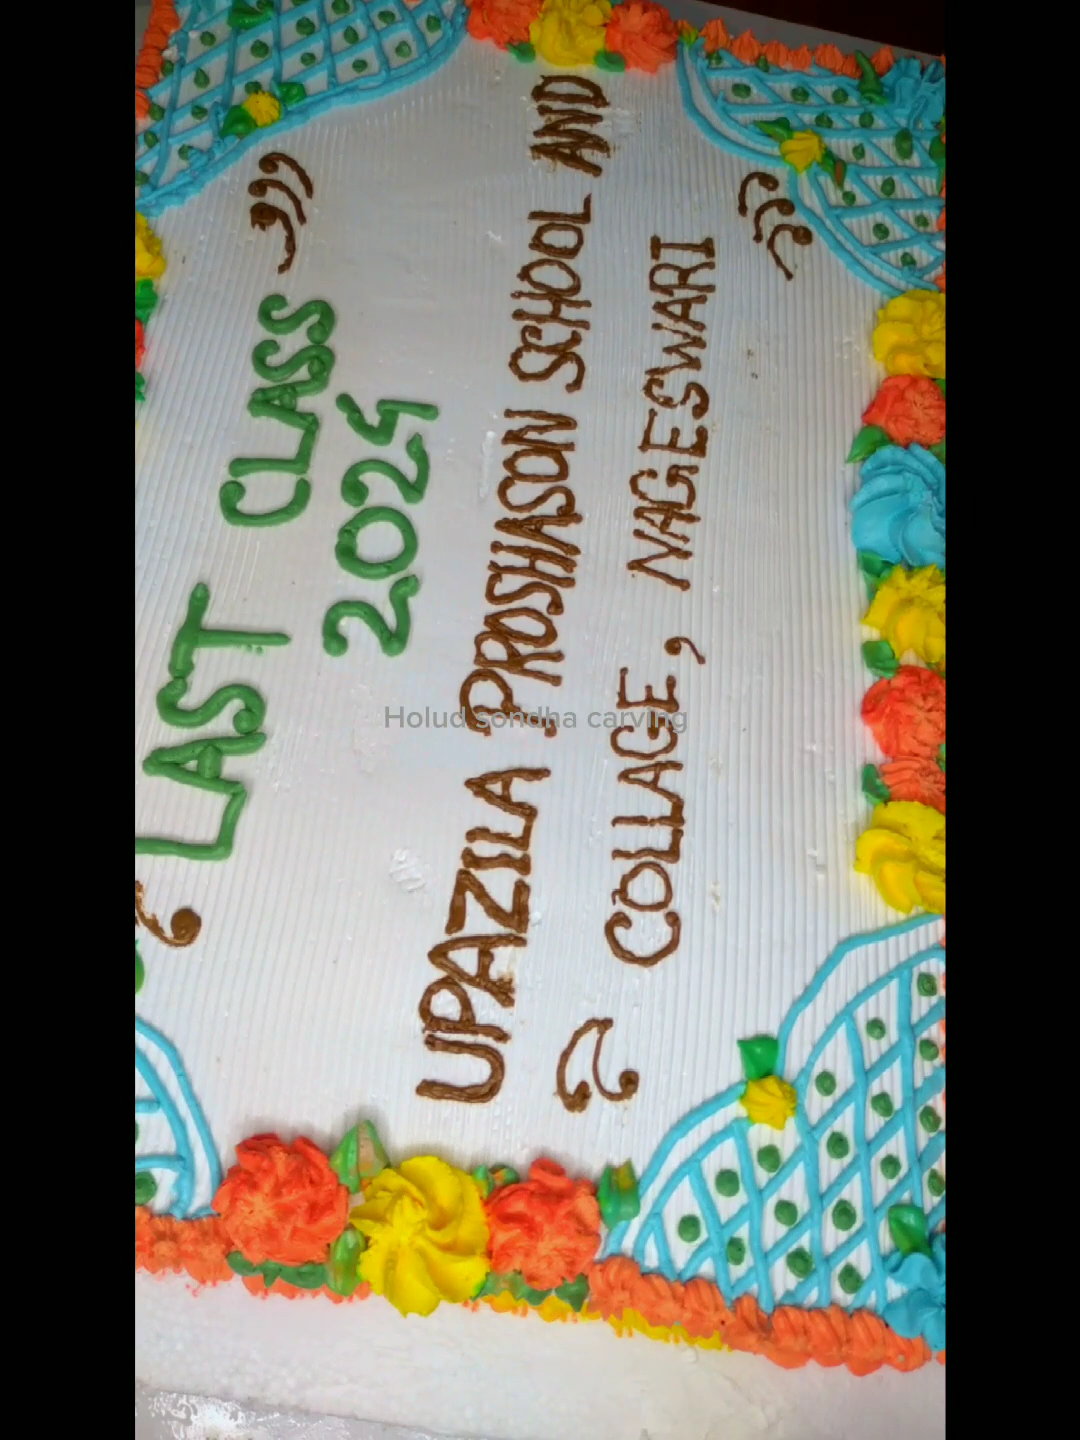 LAST CLASS
2024
UPAZILA PROSHASON SCHOOL AND
COLLAGE, NAGESWARI
Holud sondha carving